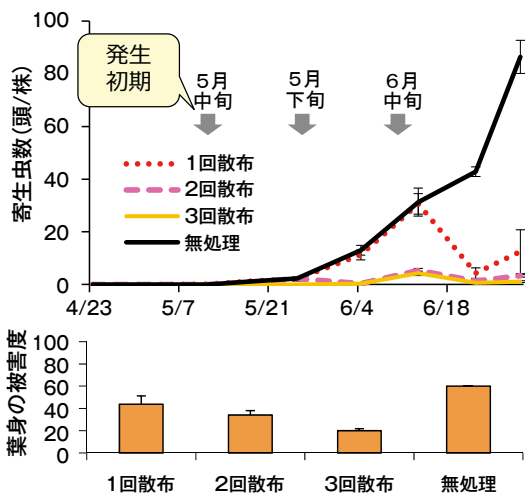 寄生虫数(頭/株)
100
80
60
40
20
0
発生
初期
5月
中旬
5月
下旬
6月
中旬
1回散布
2回散布
3回散布
無処理
4/23 5/7 5/21 6/4 6/18
葉身の被害度
100
80
60
40
20
0
1回散布 2回散布 3回散布 無処理